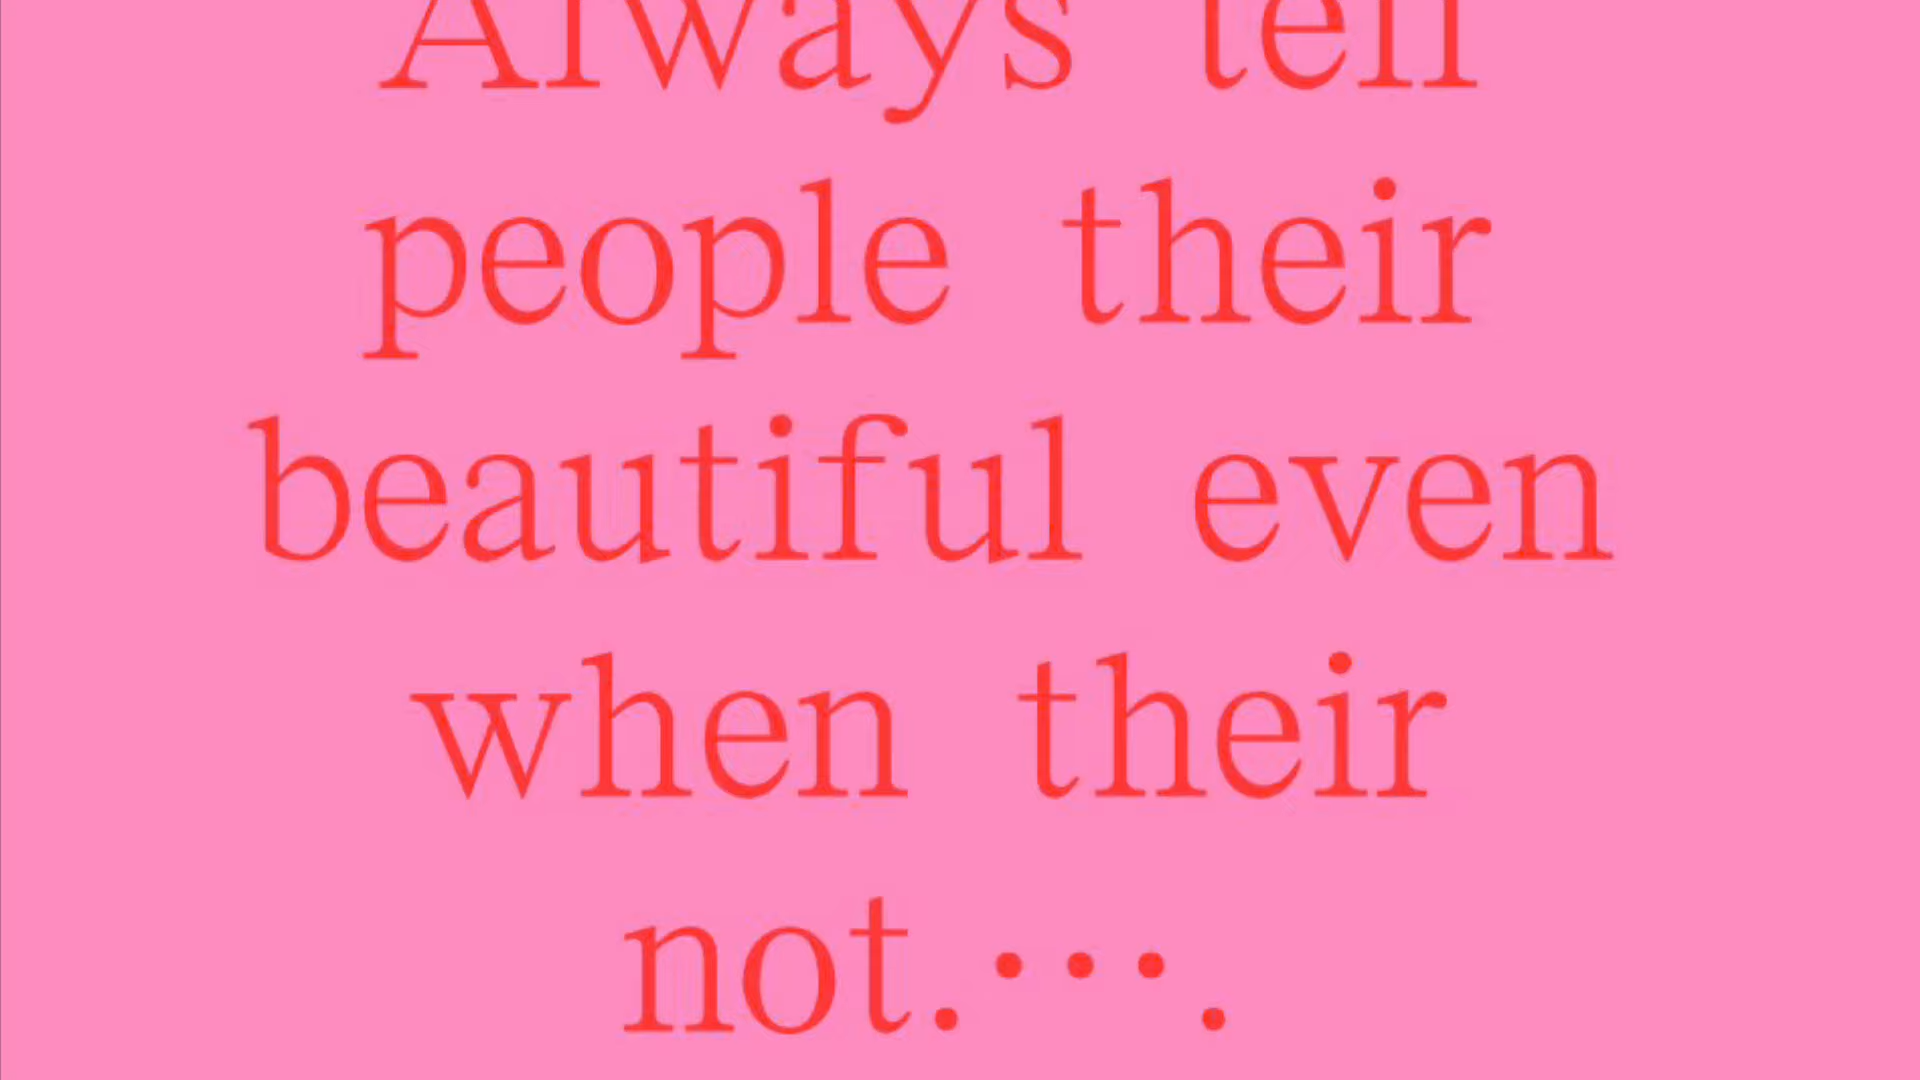 Always tell
people their
beautiful even
when their
not.···.